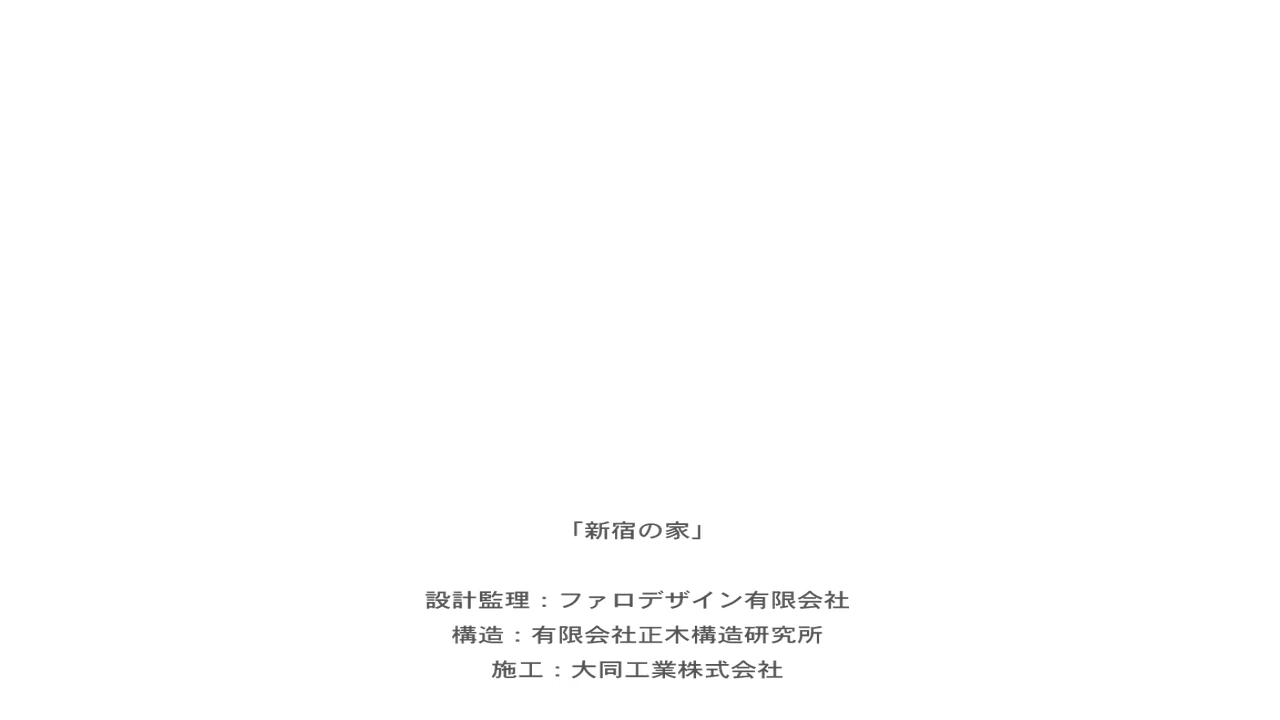 「新宿の家」
設計監理：ファロデザイン有限会社
構造：有限会社正木構造研究所
施工：大同工業株式会社